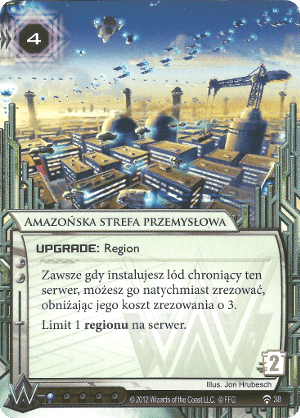 4
AMAZOŃSKA STREFA PRZEMYSŁOWA
UPGRADE: Region
Zawsze gdy instalujesz lód chroniący ten
serwer, możesz go natychmiast zrezować,
obniżając jego koszt zrezowania o 3.
Limit 1 regionu na serwer.
2
Illus. Jon Hrubesch
© 2012 Wizards of the Coast LLC. © FFG
38